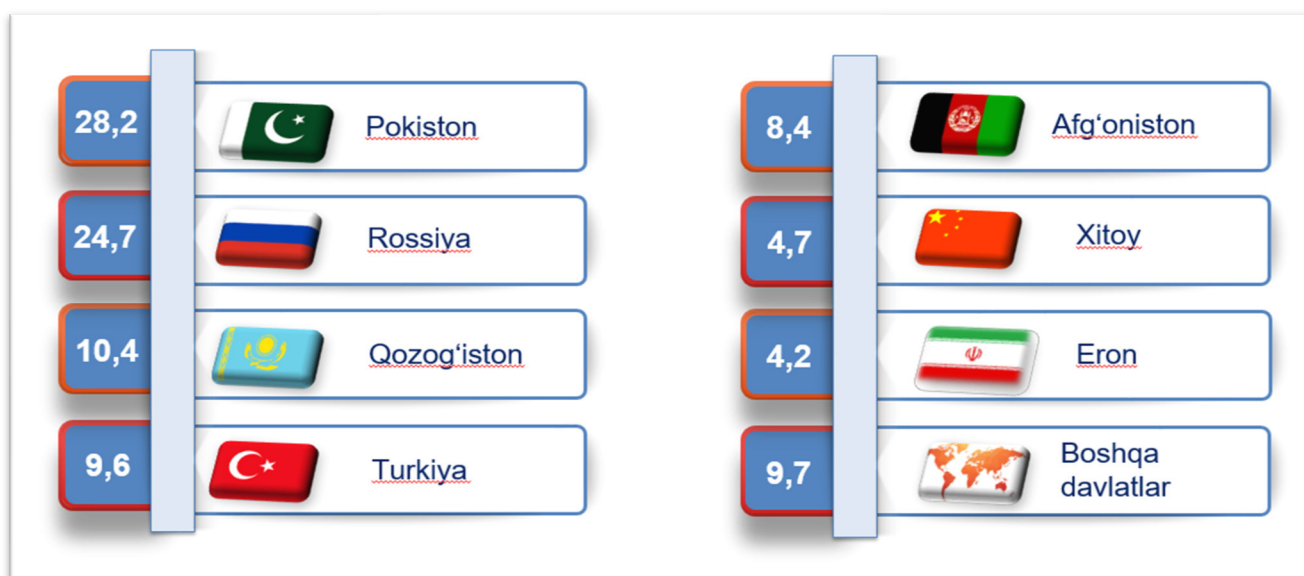 28,2 Pokiston
24,7 Rossiya
10,4 Qozog‘iston
9,6 Turkiya
8,4 Afg‘oniston
4,7 Xitoy
4,2 Eron
9,7 Boshqa
davlatlar